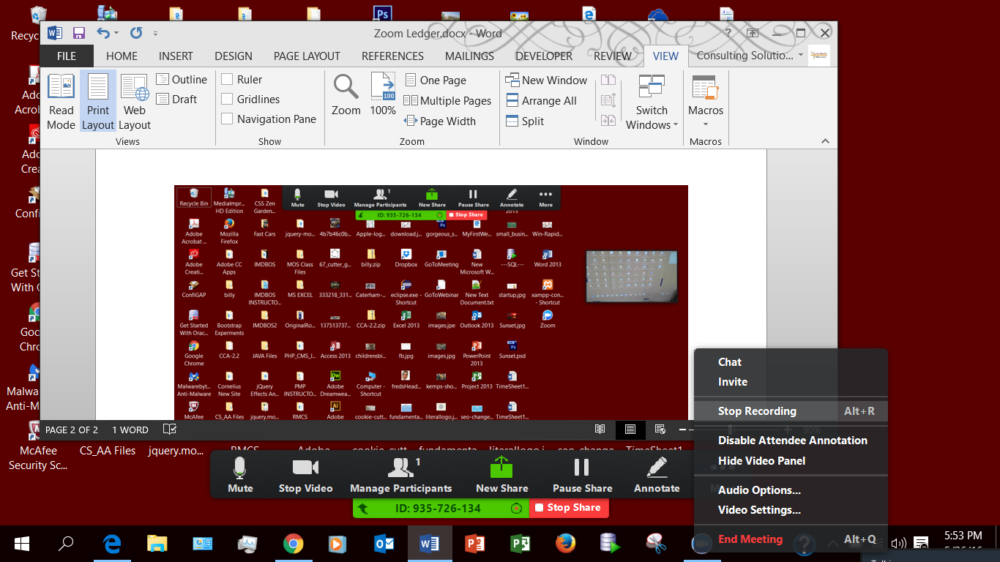 Recyc
Zoom Ledger.docx - Word
FILE
HOME
INSERT
DESIGN
PAGE LAYOUT
REFERENCES
MAILINGS
DEVELOPER
REVIEW
VIEW
Consulting Solutio...
Read Mode
Print Layout
Web Layout
Outline
Draft
Views
Ruler
Gridlines
Navigation Pane
Show
Zoom
100
100%
One Page
Multiple Pages
Page Width
Zoom
New Window
Arrange All
Split
Switch Windows
Window
Macros
Macros
Ado
Acrob
Ado
Crea
Confi
Get St
With O
Goo
Chro
Malwa
Anti-M
Mute
Stop Video
Manage Participants
1
New Share
Pause Share
Annotate
More
ID: 935-726-134
Stop Share
Recycle Bin
MediaImpr... HD Edition
CSS Zen Garden...
2013
Adobe Acrobat ...
Mozilla Firefox
Fast Cars
jquery-mo...
4b7b46c0b...
Apple-log...
download.j...
gorgeous_s...
MyFirstWe...
small_busin...
Win-Rapid...
Adobe Creati...
Adobe CC Apps
IMDBOS
MOS Class Files
67_cutter_g...
billy.zip
Dropbox
GoToMeeting
New Microsoft W...
---SQL---
Word 2013
ConfiGAP
billy
IMDBOS INSTRUCTO...
MS EXCEL
333218_331...
Caterham-...
eclipse.exe - Shortcut
GoToWebinar
New Text Document.txt
startup.jpg
xampp-con... - Shortcut
Get Started With Orac...
Bootstrap Experments
IMDBOS2
OriginalRo...
137513737...
CCA-2.2.zip
Excel 2013
images.jpe
Outlook 2013
Sunset.jpg
Zoom
Google Chrome
CCA-2.2
JAVA Files
PHP_CMS_J...
Access 2013
childrensbi...
fb.jpg
images.jpg
PowerPoint 2013
Sunset.psd
Malwarebyt... Anti-Malware
Cornelius New Site
jQuery Effects An...
PMP INSTRUCTO...
Adobe Dreamwea...
Computer - Shortcut
fredsHead...
kemps-sho...
Project 2013
TimeSheet1...
McAfee
CS_AA Files
jquery.mo...
RMCS
Adobe
cookie-cutt...
fundamenta...
literallogo.j...
seo-change...
TimeSheet1...
PAGE 2 OF 2
1 WORD
90%
McAfee
Security Sc...
CS_AA Files
jquery.mo...
RMCS
Adobe
cookie-cutt
fundamenta
literallogo.j
seo-change
TimeSheet1
Mute
Stop Video
Manage Participants
1
New Share
Pause Share
Annotate
ID: 935-726-134
Stop Share
Chat
Invite
Stop Recording Alt+R
Disable Attendee Annotation
Hide Video Panel
Audio Options...
Video Settings...
End Meeting Alt+Q
5:53 PM
5/26/16